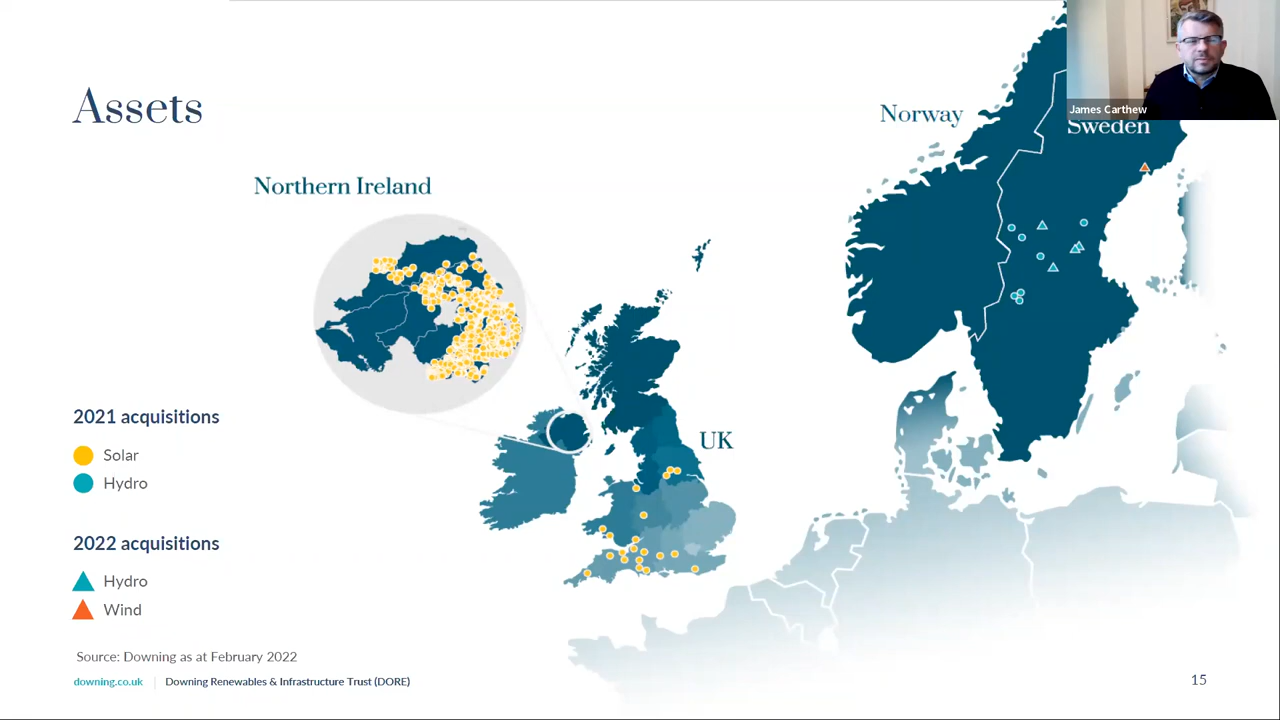 James Carthew
Assets
Norway
Sweden
Northern Ireland
UK
2021 acquisitions
Solar
Hydro
2022 acquisitions
Hydro
Wind
Source: Downing as at February 2022
downing.co.uk Downing Renewables & Infrastructure Trust (DORE)
15